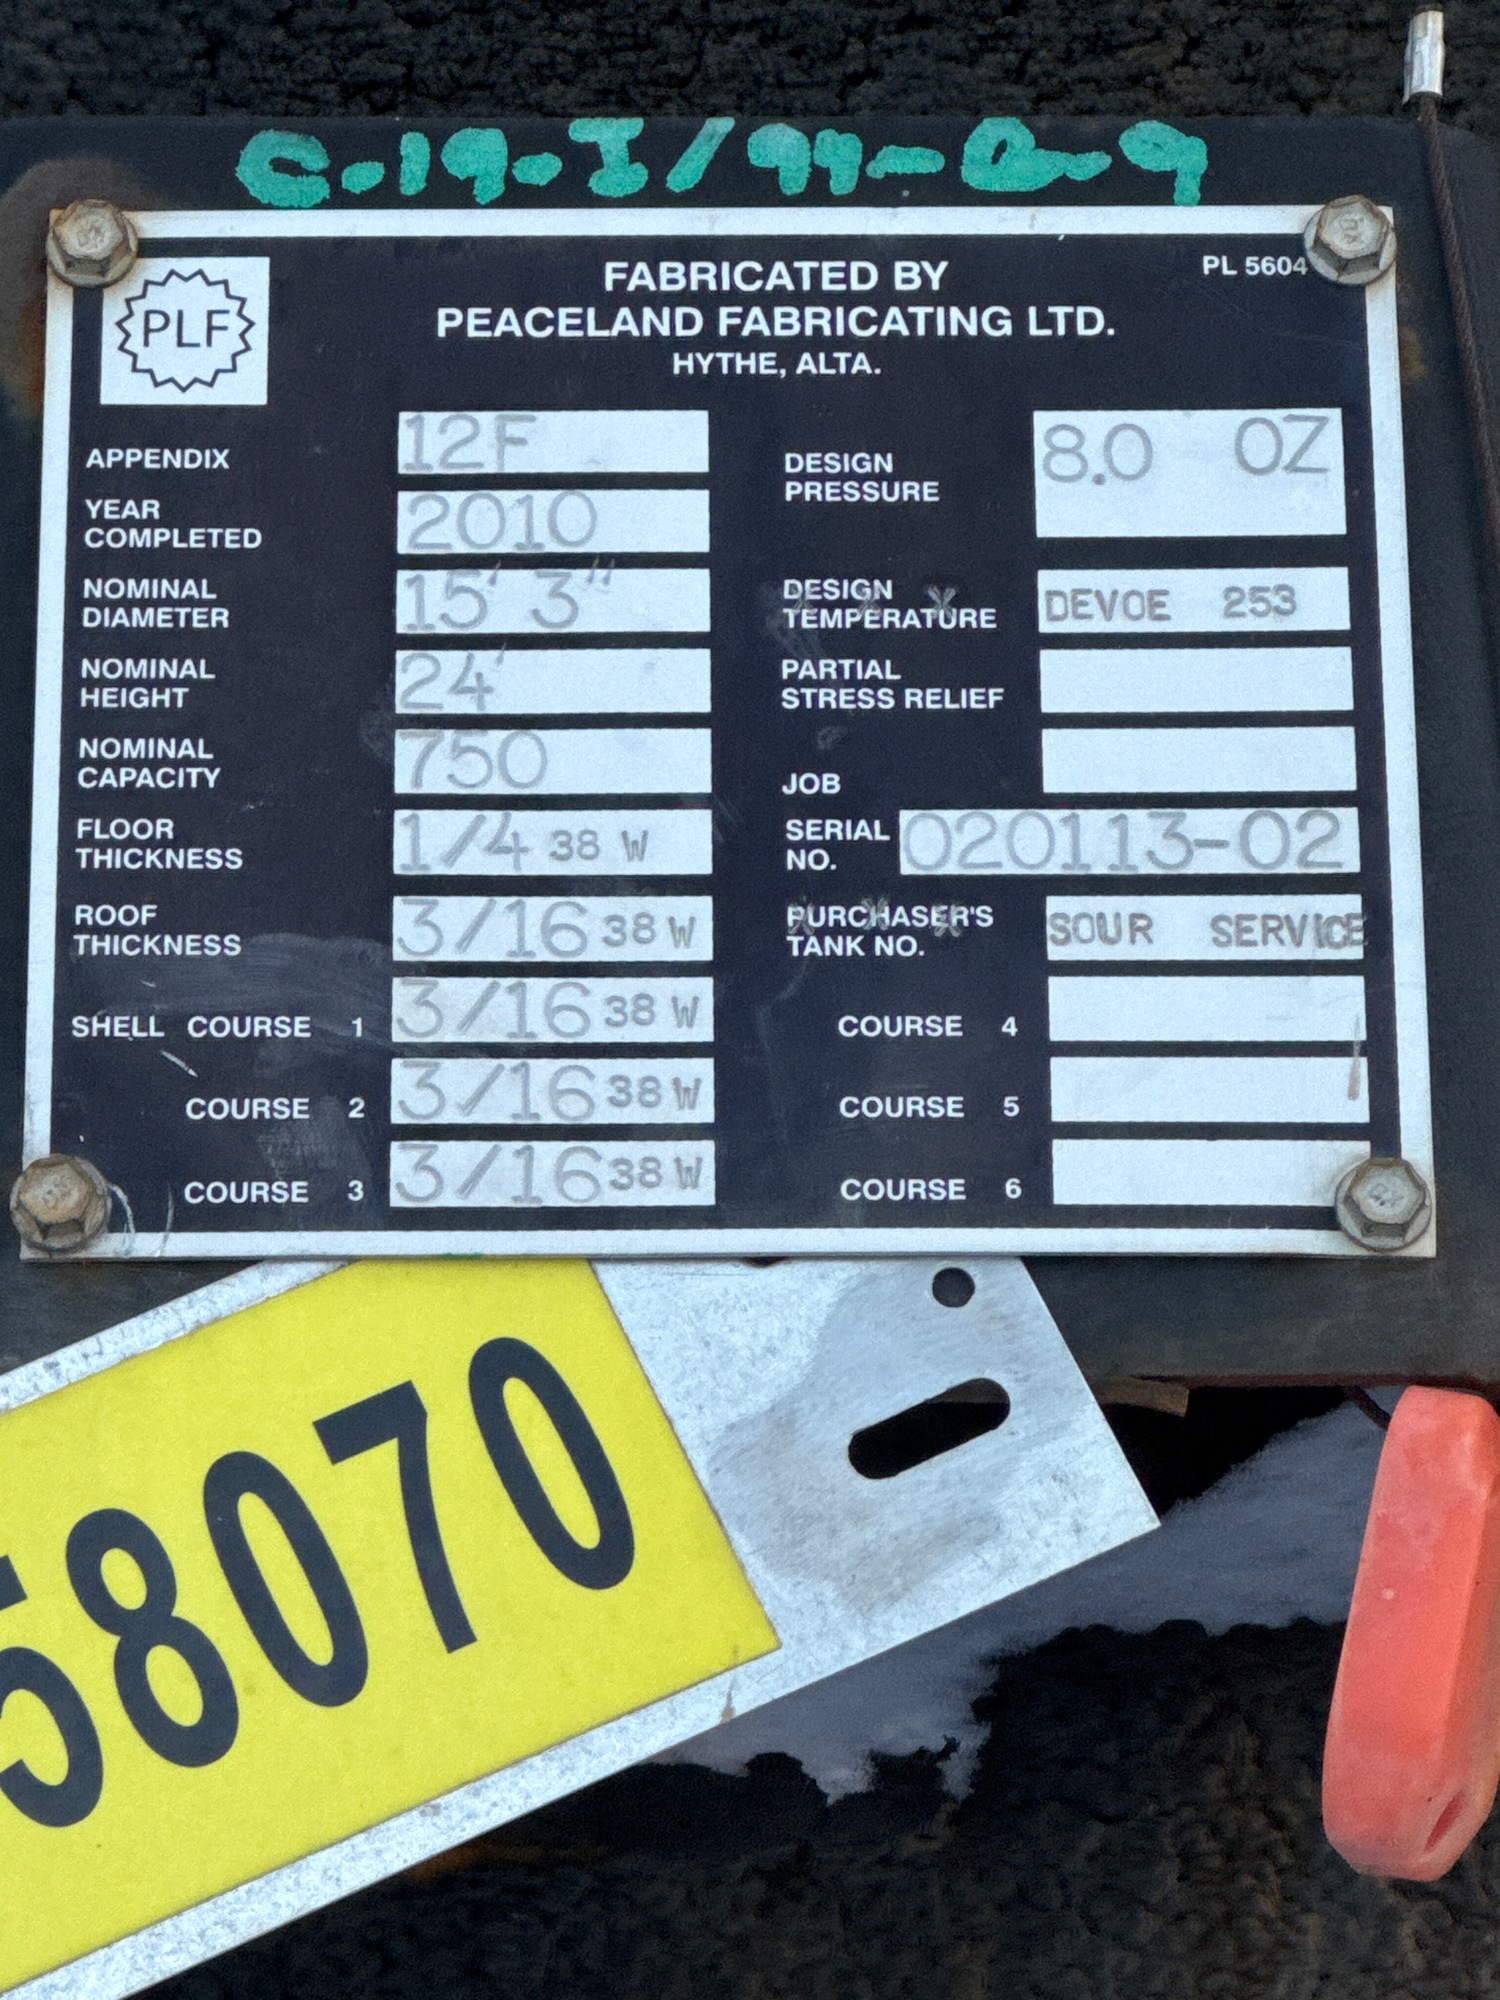 C-19-I/94-2-9
PLF
FABRICATED BY
PEACELAND FABRICATING LTD.
HYTHE, ALTA.
PL 5604
APPENDIX 12F
YEAR COMPLETED 2010
NOMINAL DIAMETER 15' 3"
NOMINAL HEIGHT 24'
NOMINAL CAPACITY 750
FLOOR THICKNESS 1/4 38 W
ROOF THICKNESS 3/16 38 W
SHELL COURSE 1 3/16 38 W
COURSE 2 3/16 38 W
COURSE 3 3/16 38 W
DESIGN PRESSURE 8.0 OZ
DESIGN TEMPERATURE DEVOE 253
PARTIAL STRESS RELIEF
JOB
SERIAL NO. 020113-02
PURCHASER'S TANK NO. SOUR SERVICE
COURSE 4
COURSE 5
COURSE 6
58070